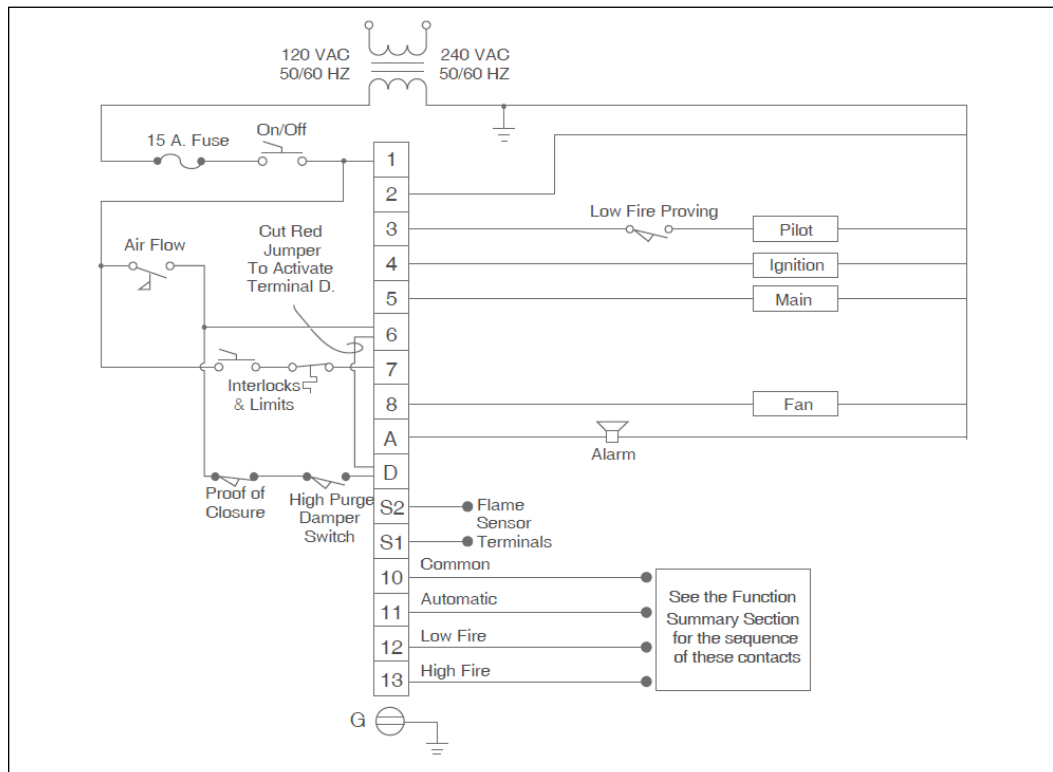 120 VAC
50/60 HZ
240 VAC
50/60 HZ
15 A. Fuse
On/Off
1
2
Low Fire Proving
3
Pilot
Cut Red
Jumper
To Activate
Terminal D.
Air Flow
4
Ignition
5
Main
6
7
Interlocks
& Limits
8
Fan
A
Alarm
D
Proof of
Closure
High Purge
Damper
Switch
S2
Flame
Sensor
Terminals
S1
Common
10
Automatic
11
Low Fire
12
High Fire
13
See the Function
Summary Section
for the sequence
of these contacts
G